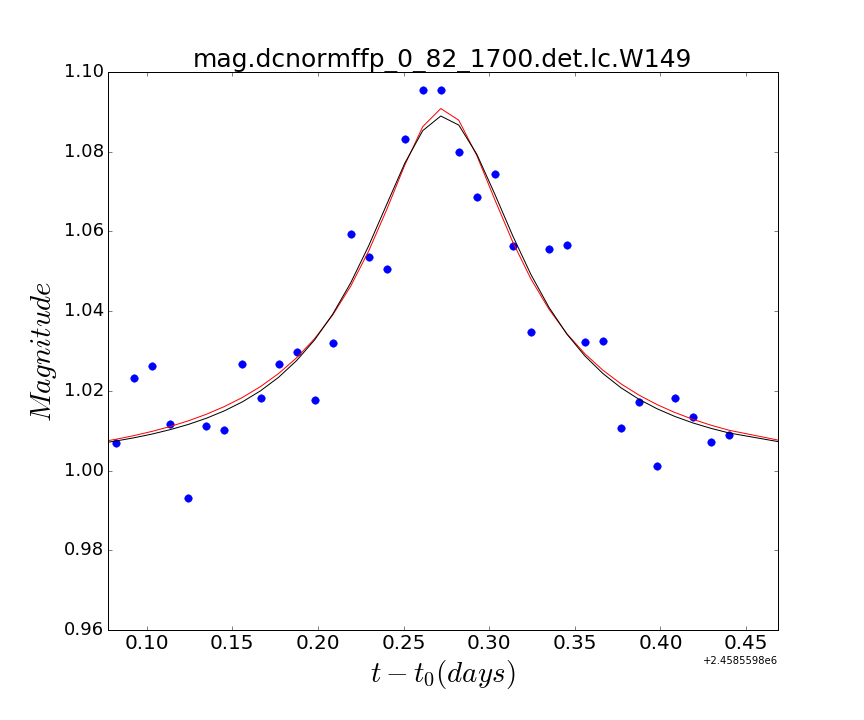 mag.dcnormffp_0_82_1700.det.lc.W149
1.10
1.08
1.06
1.04
1.02
1.00
0.98
0.96
Magnitude
0.10 0.15 0.20 0.25 0.30 0.35 0.40 0.45
+2.4585598e6
t − t0(days)